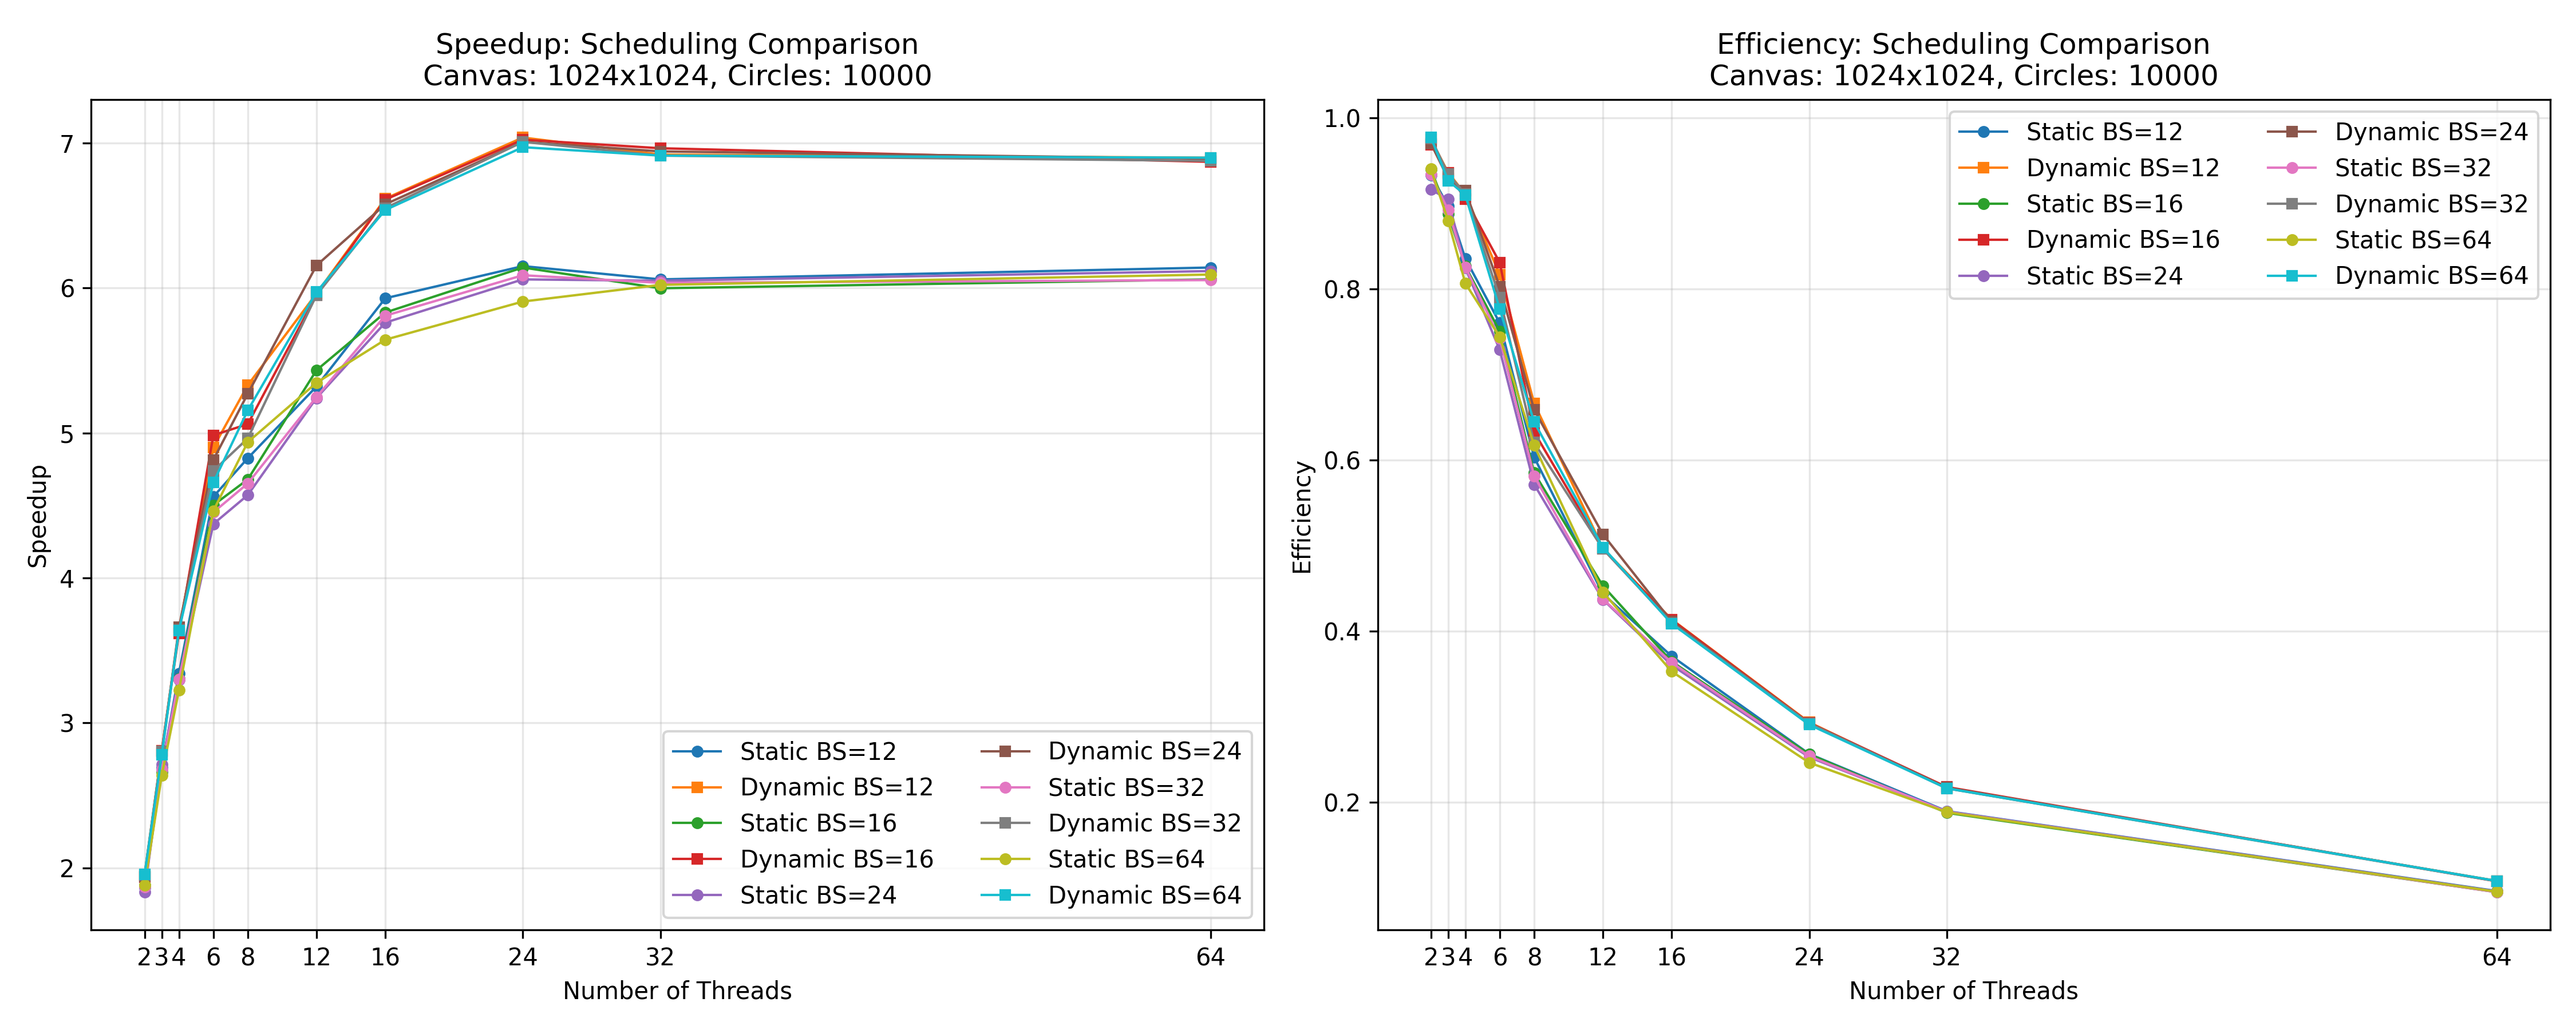 Speedup: Scheduling Comparison
Canvas: 1024x1024, Circles: 10000
7
6
5
4
3
2
Speedup
Static BS=12
Dynamic BS=12
Static BS=16
Dynamic BS=16
Static BS=24
Dynamic BS=24
Static BS=32
Dynamic BS=32
Static BS=64
Dynamic BS=64
2 3 4 6 8 12 16 24 32 64
Number of Threads
Efficiency: Scheduling Comparison
Canvas: 1024x1024, Circles: 10000
1.0
0.8
0.6
0.4
0.2
Efficiency
Static BS=12
Dynamic BS=12
Static BS=16
Dynamic BS=16
Static BS=24
Dynamic BS=24
Static BS=32
Dynamic BS=32
Static BS=64
Dynamic BS=64
2 3 4 6 8 12 16 24 32 64
Number of Threads